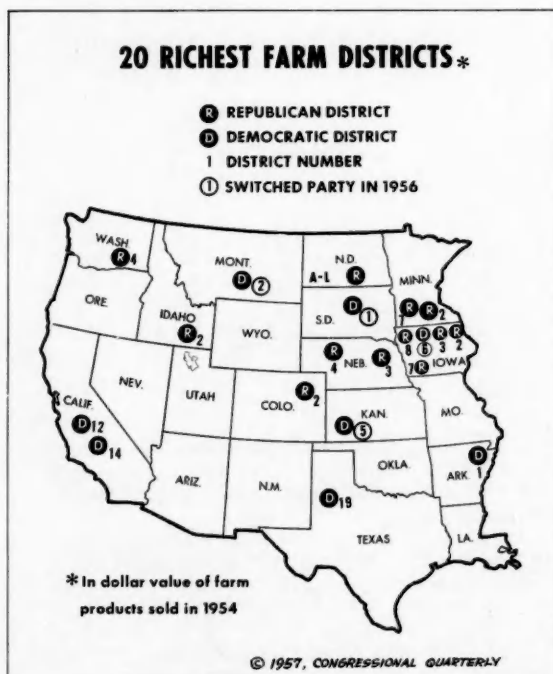 20 RICHEST FARM DISTRICTS*
R REPUBLICAN DISTRICT
D DEMOCRATIC DISTRICT
1 DISTRICT NUMBER
1 SWITCHED PARTY IN 1956
WASH.
R 4
MONT.
D 2
N.D.
A-L R
MINN.
R R 2
ORE.
IDAHO
R 2
WYO.
S.D.
D 1
R D R R
8 6 3 2
7 R IOWA
NEB.
R
4
R
3
NEV.
UTAH
COLO.
R 2
KAN.
D 5
MO.
CALIF.
D 12
D 14
ARIZ.
N.M.
OKLA.
ARK.
D
1
D 19
TEXAS
LA.
* In dollar value of farm
products sold in 1954
© 1957, CONGRESSIONAL QUARTERLY